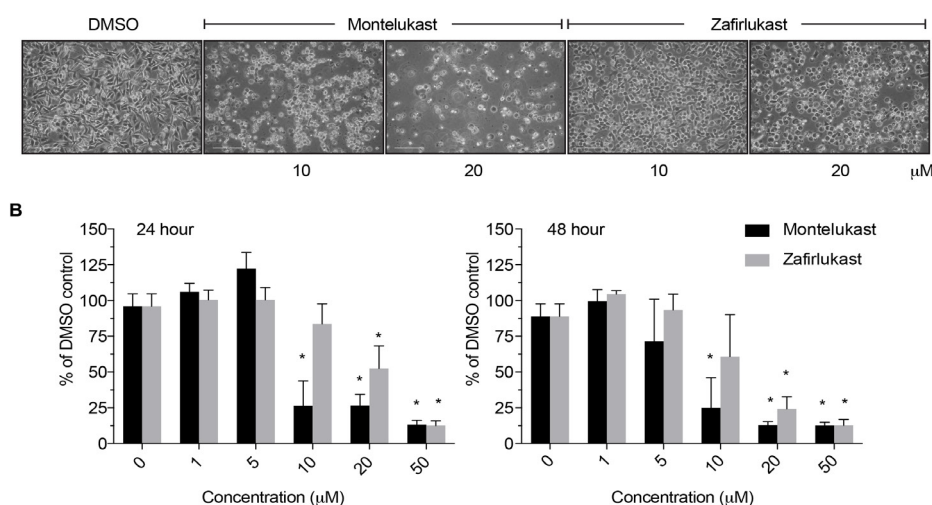 DMSO Montelukast Zafirlukast
10 20 10 20 μM
B
150 24 hour
125
100
75
50
25
0
% of DMSO control
* * * * *
0 1 5 10 20 50
Concentration (μM)
150 48 hour
125
100
75
50
25
0
% of DMSO control
* * * * *
0 1 5 10 20 50
Concentration (μM)
Montelukast
Zafirlukast